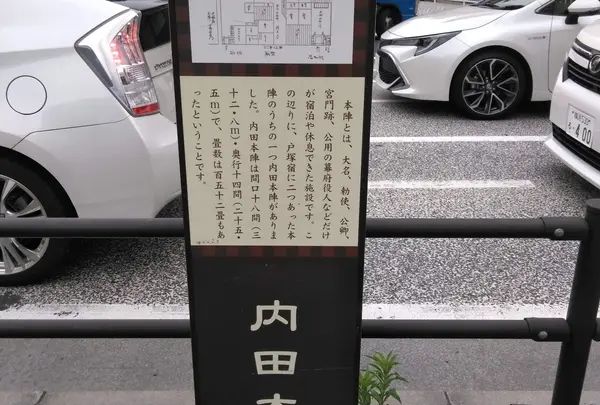 本陣とは、大名、勅使、公卿、
宮門跡、公用の幕府役人などだけ
が宿泊や休息できた施設です。こ
の辺りに、戸塚宿に二つあった本
陣のうちの一つ内田本陣がありま
した。内田本陣は間口十八間(三
十二・八m)・奥行十四間(二十五・
五m)で、畳数は百五十二畳もあ
ったということです。
内田本
・400